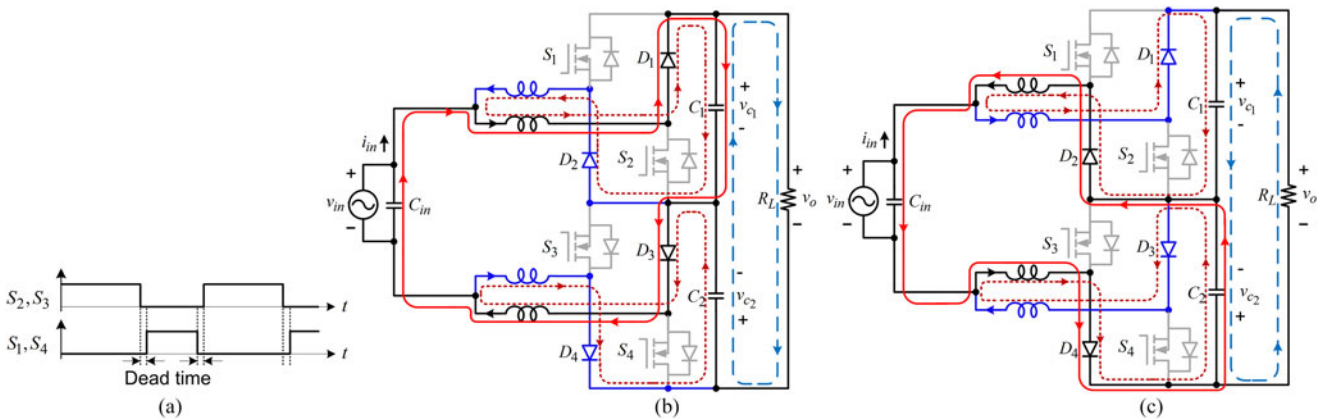 S2, S3
t
S1, S4
t
Dead time
(a)
S1
D1
C1
+
vc1
-
iin
D2
S2
+
vin
−
Cin
RL
+
vo
−
S3
D3
C2
-
vc2
+
D4
S4
(b)
S1
D1
C1
+
vc1
-
iin
D2
S2
+
vin
−
Cin
RL
+
vo
−
S3
D3
C2
-
vc2
+
D4
S4
(c)